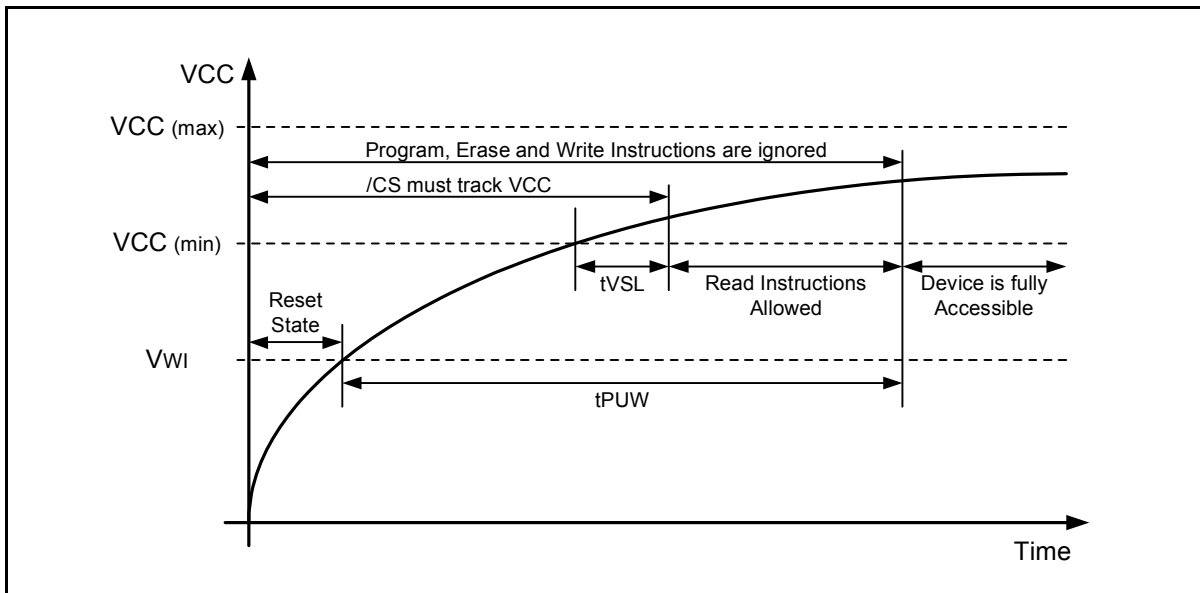 VCC
VCC (max)
Program, Erase and Write Instructions are ignored
/CS must track VCC
VCC (min)
tVSL
Read Instructions
Allowed
Device is fully
Accessible
Reset
State
VWI
tPUW
Time